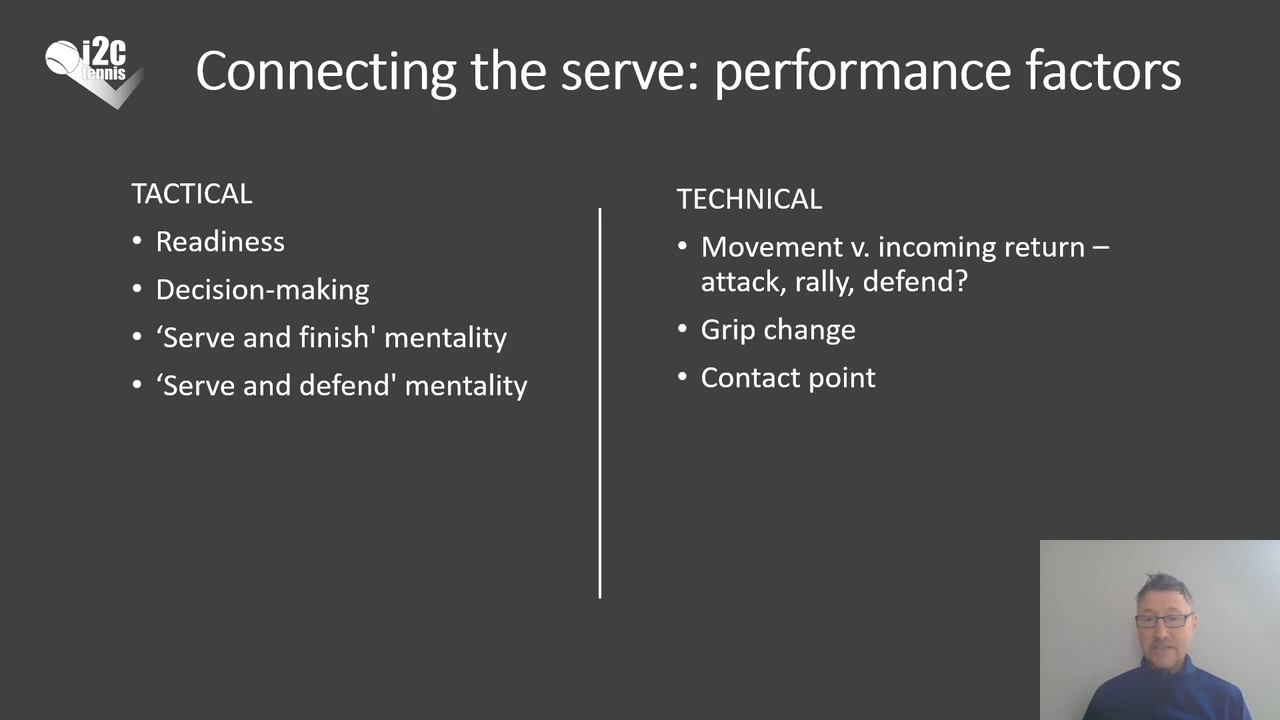 i2c
tennis
Connecting the serve: performance factors
TACTICAL
• Readiness
• Decision-making
• ‘Serve and finish' mentality
• ‘Serve and defend' mentality
TECHNICAL
• Movement v. incoming return –
attack, rally, defend?
• Grip change
• Contact point